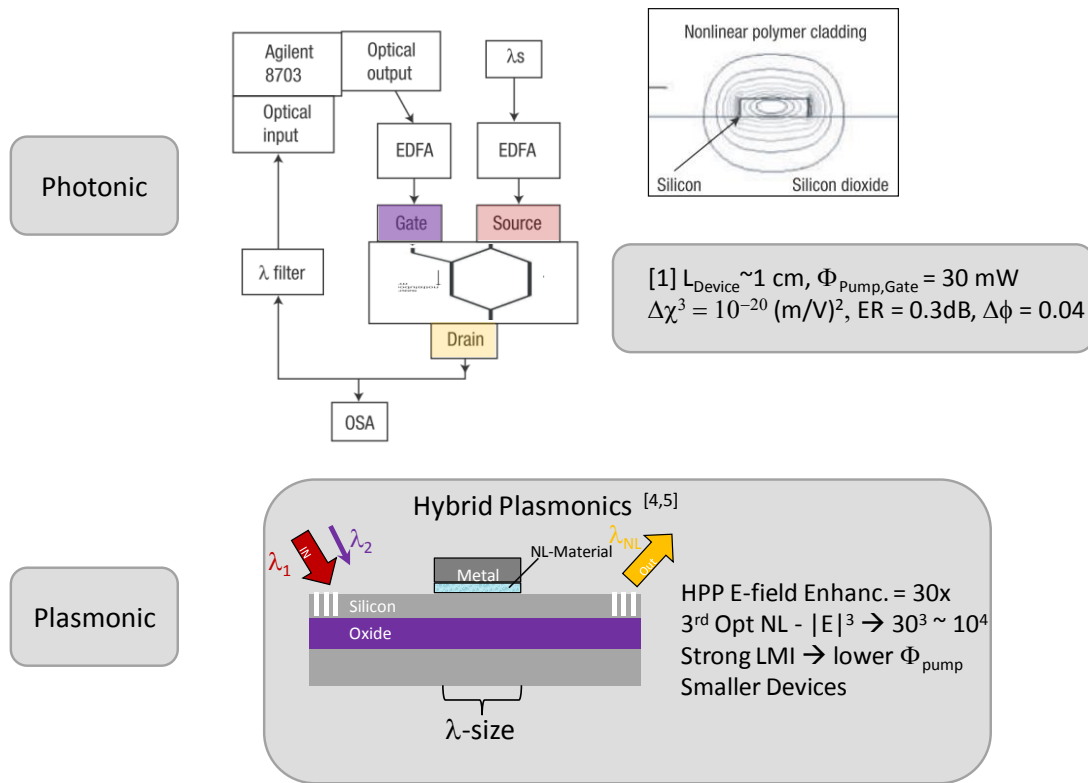 Photonic
Agilent
8703
Optical
output
λs
Optical
input
EDFA
EDFA
Gate
Source
λ filter
Drain
OSA
Nonlinear polymer cladding
Silicon
Silicon dioxide
[1] L_Device~1 cm, Φ_Pump,Gate = 30 mW
Δχ³ = 10⁻²⁰ (m/V)², ER = 0.3dB, Δϕ = 0.04
Plasmonic
Hybrid Plasmonics [4,5]
λ₁
IN
λ₂
λ_NL
Out
NL-Material
Metal
Silicon
Oxide
λ-size
HPP E-field Enhanc. = 30x
3rd Opt NL - |E|³ → 30³ ~ 10⁴
Strong LMI → lower Φ_pump
Smaller Devices